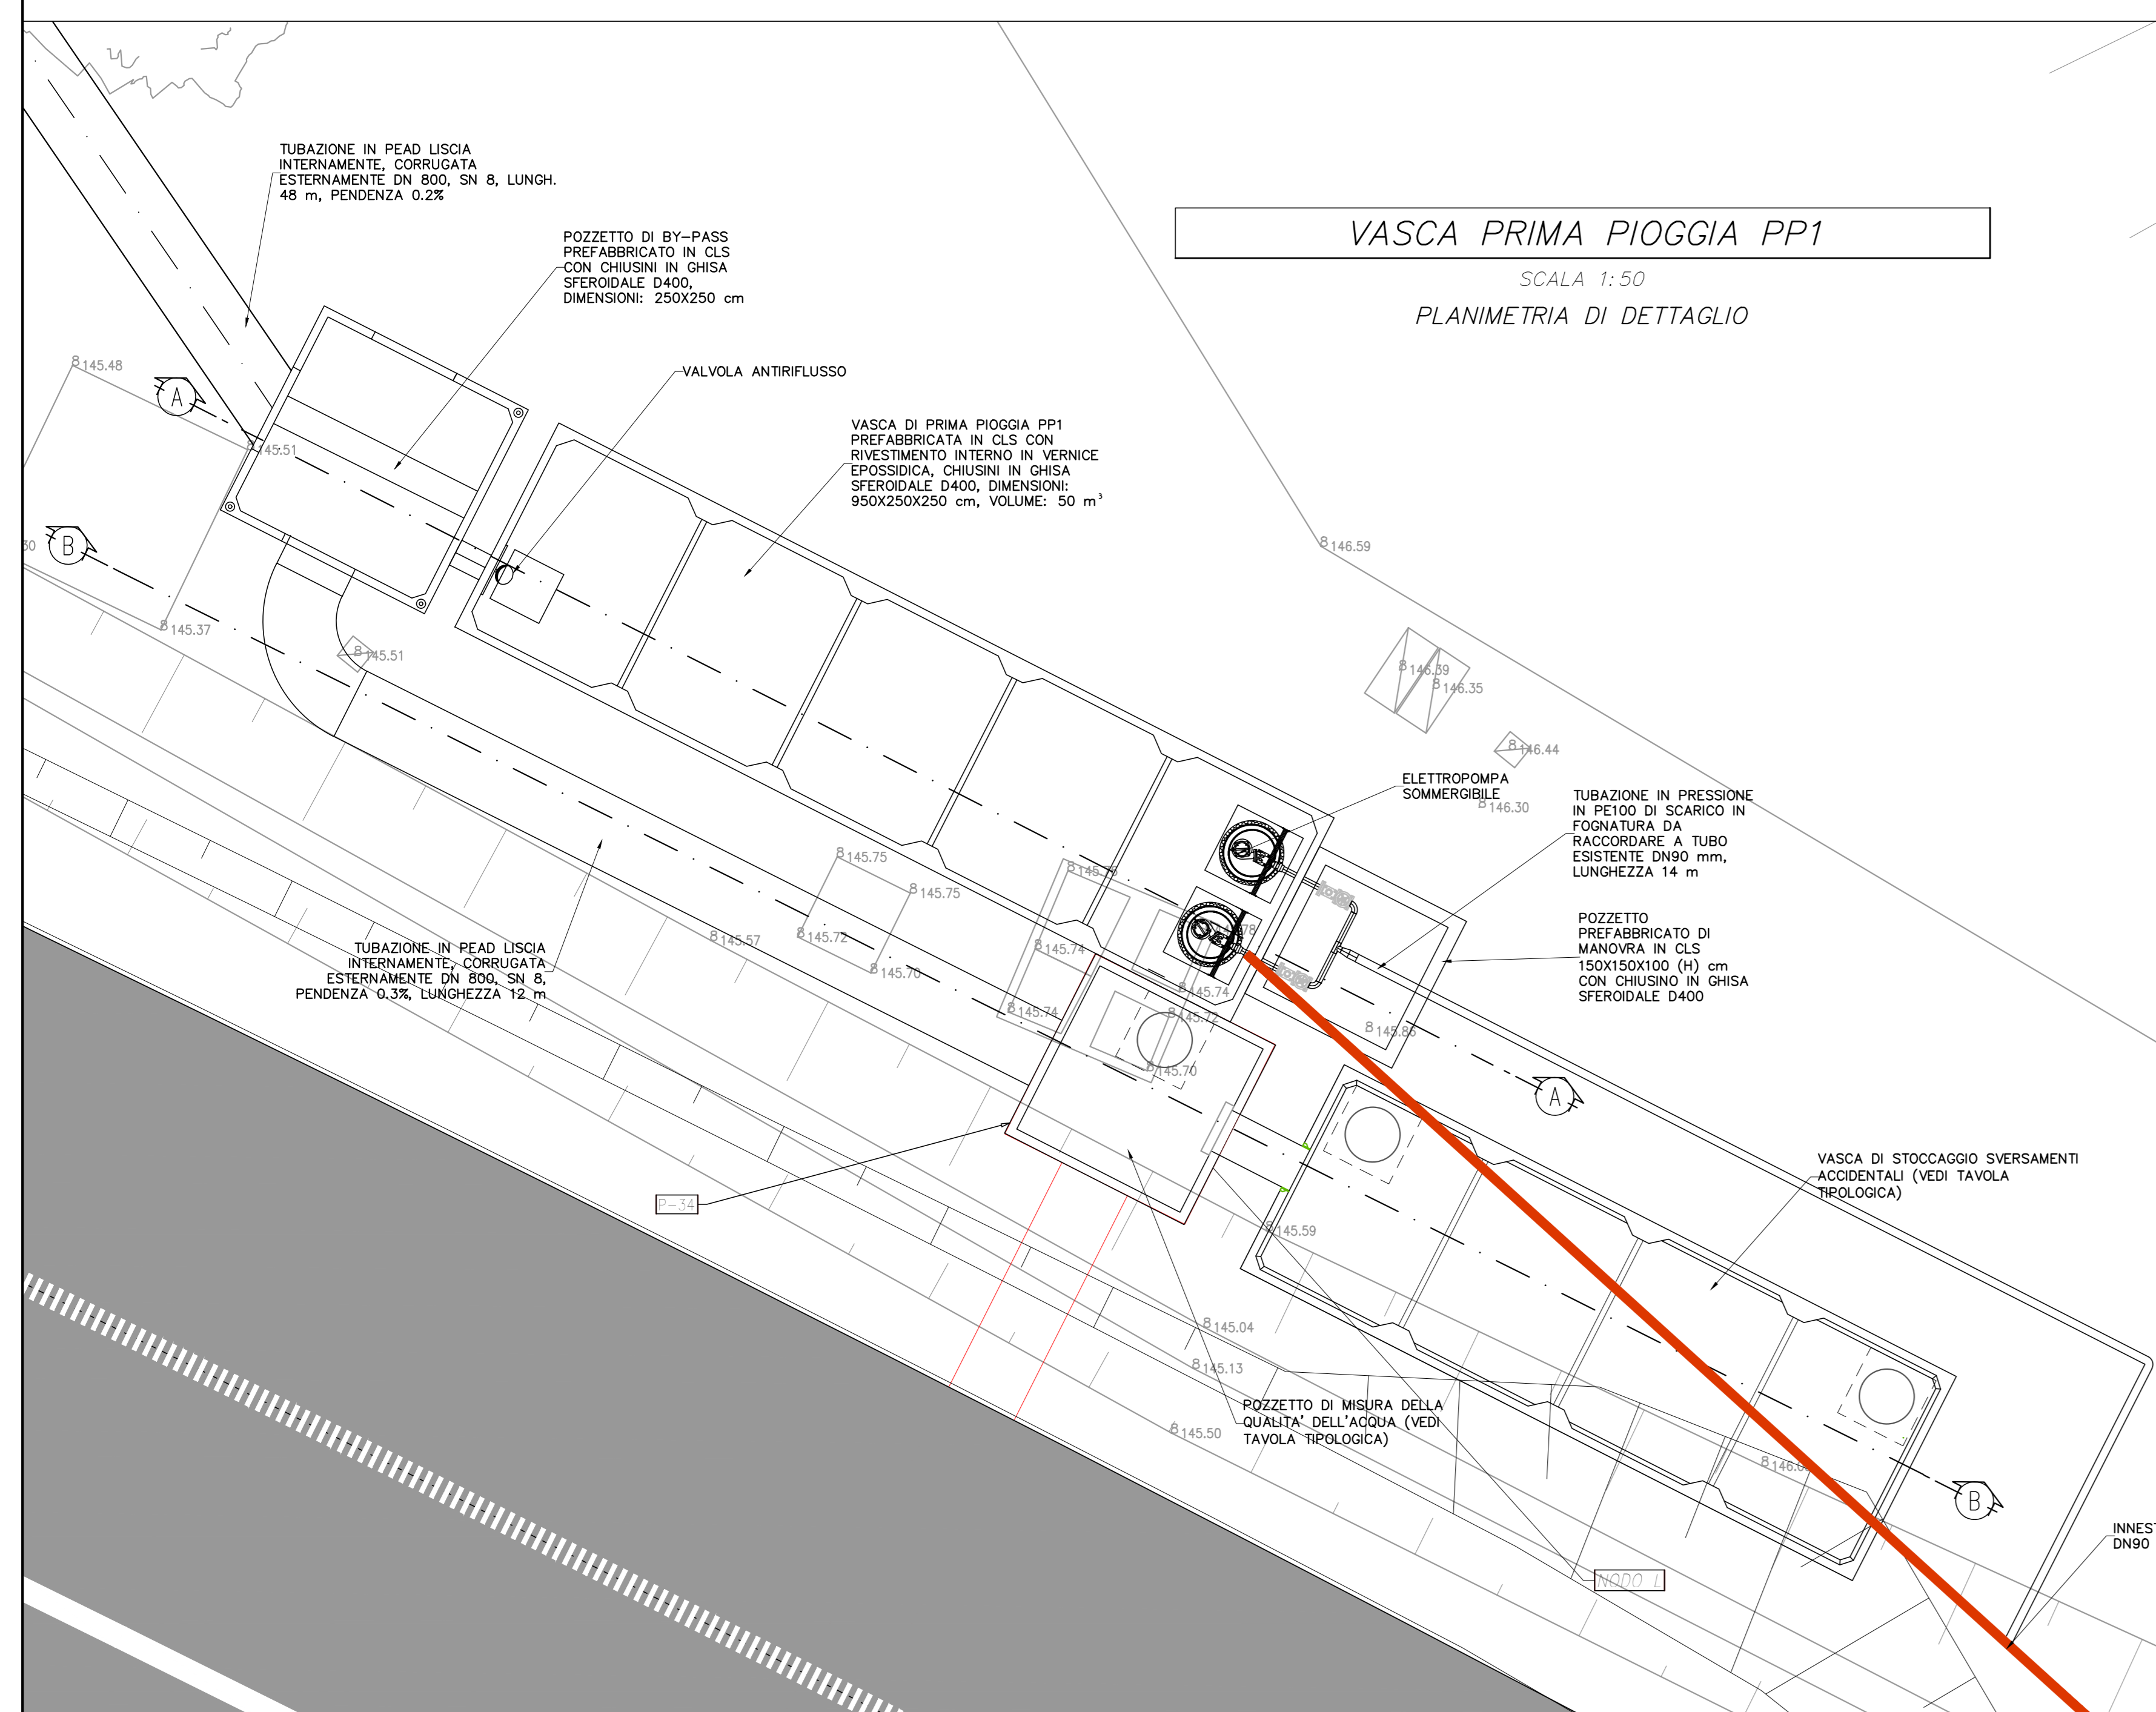 TUBAZIONE IN PEAD LISCIA
INTERNAMENTE, CORRUGATA
ESTERNAMENTE DN 800, SN 8, LUNGH.
48 m, PENDENZA 0.2%
POZZETTO DI BY-PASS
PREFABBRICATO IN CLS
CON CHIUSINI IN GHISA
SFEROIDALE D400,
DIMENSIONI: 250X250 cm
VASCA PRIMA PIOGGIA PP1
SCALA 1:50
PLANIMETRIA DI DETTAGLIO
VALVOLA ANTIRIFLUSSO
145.48
A
145.51
VASCA DI PRIMA PIOGGIA PP1
PREFABBRICATA IN CLS CON
RIVESTIMENTO INTERNO IN VERNICE
EPOSSIDICA, CHIUSINI IN GHISA
SFEROIDALE D400, DIMENSIONI:
950X250X250 cm, VOLUME: 50 m³
B
146.59
145.37
145.51
146.39
146.35
146.44
146.30
ELETTROPOMPA
SOMMERGIBILE
TUBAZIONE IN PRESSIONE
IN PE100 DI SCARICO IN
FOGNATURA DA
RACCORDARE A TUBO
ESISTENTE DN90 mm,
LUNGHEZZA 14 m
145.75
145.75
145.72
145.70
145.57
145.74
145.74
145.74
145.72
145.70
145.86
POZZETTO
PREFABBRICATO DI
MANOVRA IN CLS
150X150X100 (H) cm
CON CHIUSINO IN GHISA
SFEROIDALE D400
TUBAZIONE IN PEAD LISCIA
INTERNAMENTE, CORRUGATA
ESTERNAMENTE DN 800, SN 8,
PENDENZA 0.3%, LUNGHEZZA 12 m
A
P-34
VASCA DI STOCCAGGIO SVERSAMENTI
ACCIDENTALI (VEDI TAVOLA
TIPOLOGICA)
145.59
145.04
145.13
145.50
POZZETTO DI MISURA DELLA
QUALITA' DELL'ACQUA (VEDI
TAVOLA TIPOLOGICA)
B
DN90
NODO L